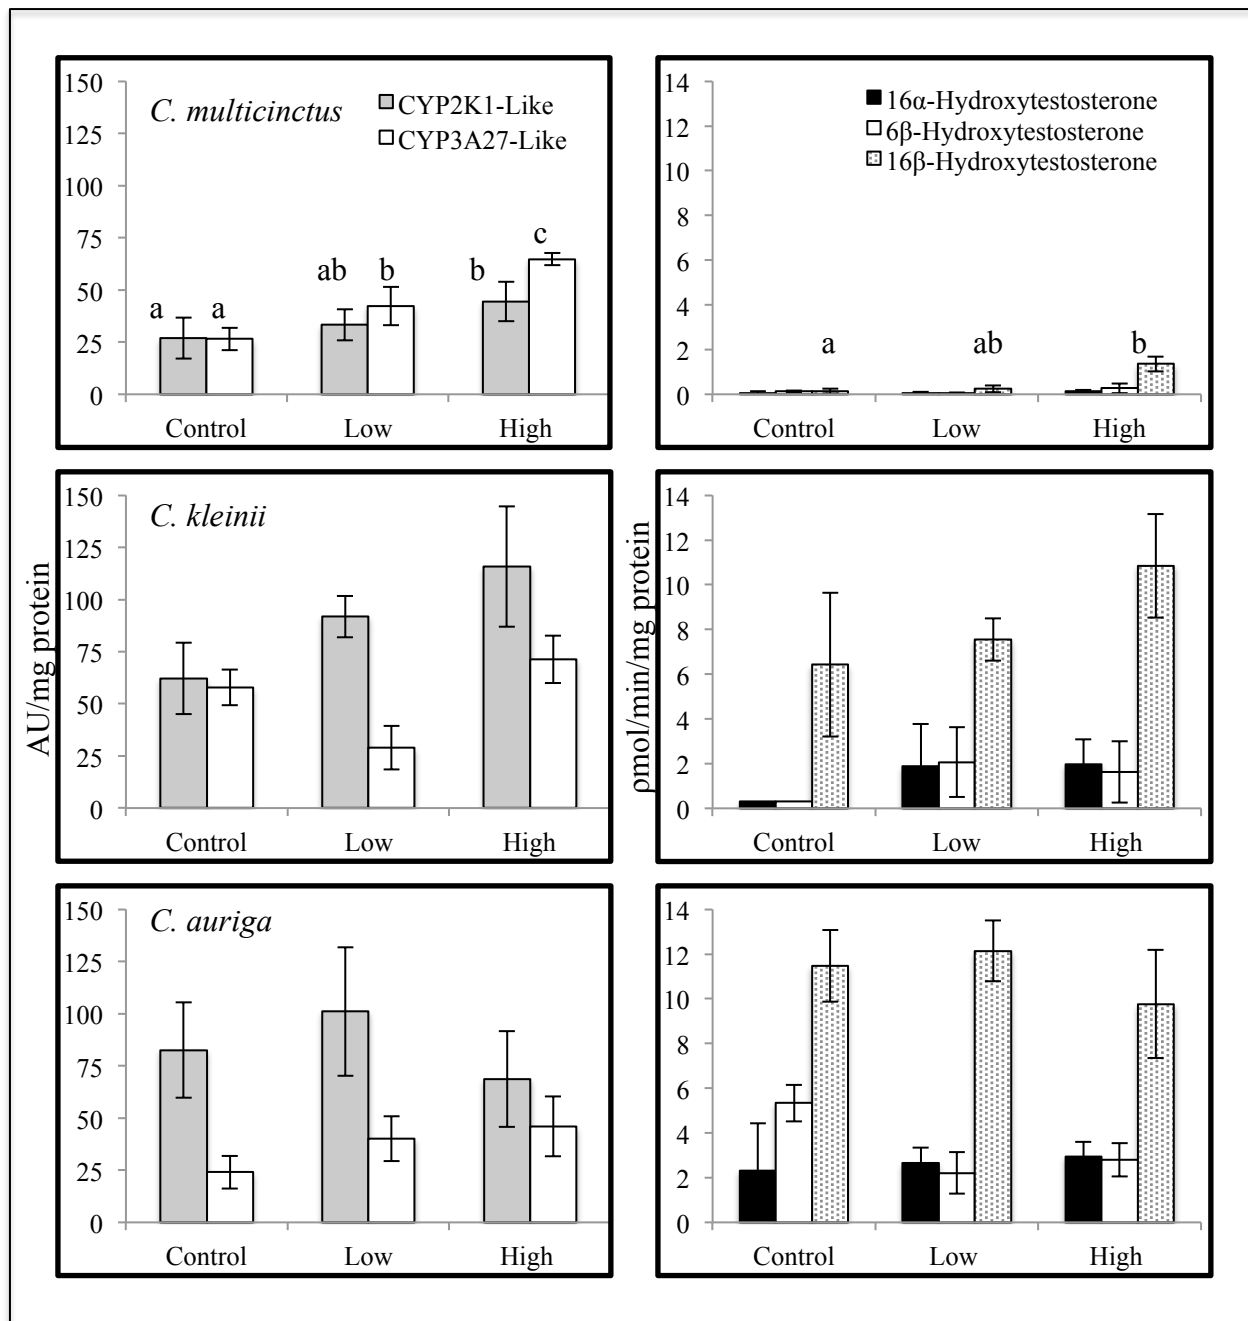 C. multicinctus
CYP2K1-Like
CYP3A27-Like
150
125
100
75
50
25
0
a
a
ab
b
b
c
Control
Low
High
16α-Hydroxytestosterone
6β-Hydroxytestosterone
16β-Hydroxytestosterone
14
12
10
8
6
4
2
0
a
ab
b
Control
Low
High
AU/mg protein
C. kleinii
150
125
100
75
50
25
0
Control
Low
High
ρmol/min/mg protein
14
12
10
8
6
4
2
0
Control
Low
High
C. auriga
150
125
100
75
50
25
0
Control
Low
High
14
12
10
8
6
4
2
0
Control
Low
High